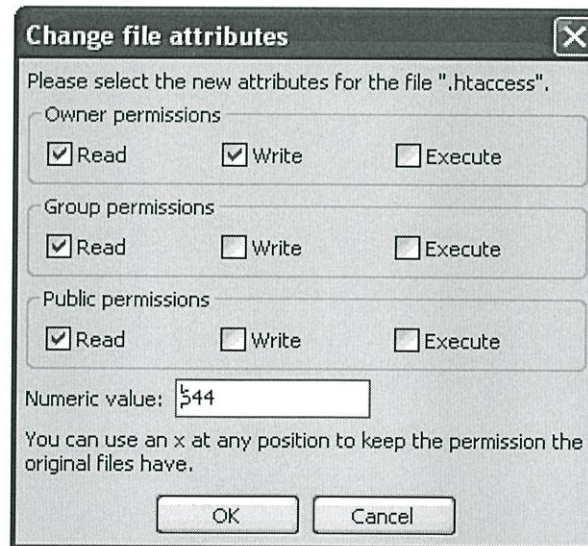 Change file attributes
Please select the new attributes for the file ".htaccess".
Owner permissions
Read Write Execute
Group permissions
Read Write Execute
Public permissions
Read Write Execute
Numeric value: 644
You can use an x at any position to keep the permission the
original files have.
OK Cancel